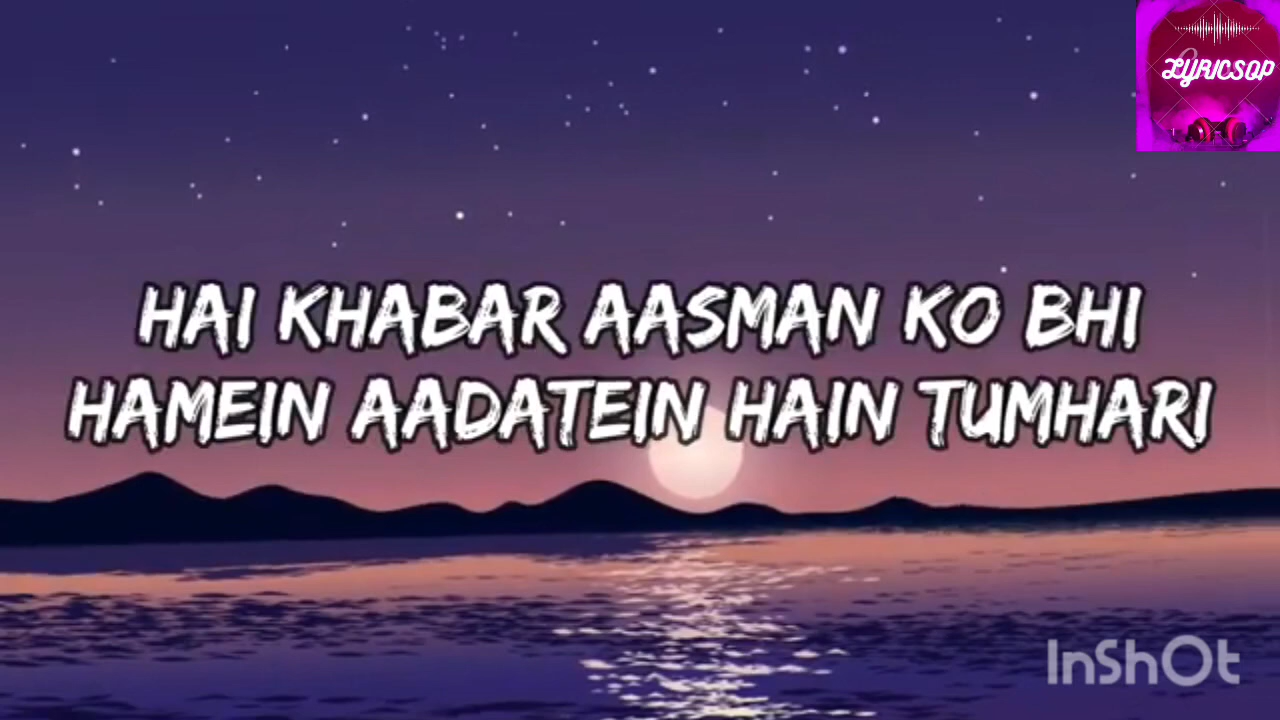 LYRICSOP
HAI KHABAR AASMAN KO BHI
HAMEIN AADATEIN HAIN TUMHARI
InShOt